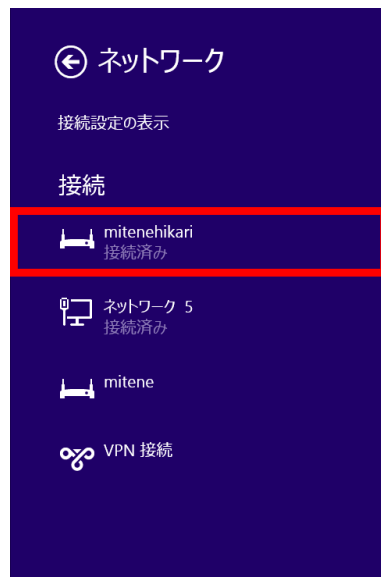 ネットワーク
接続設定の表示
接続
mitenehikari
接続済み
ネットワーク 5
接続済み
mitene
VPN 接続